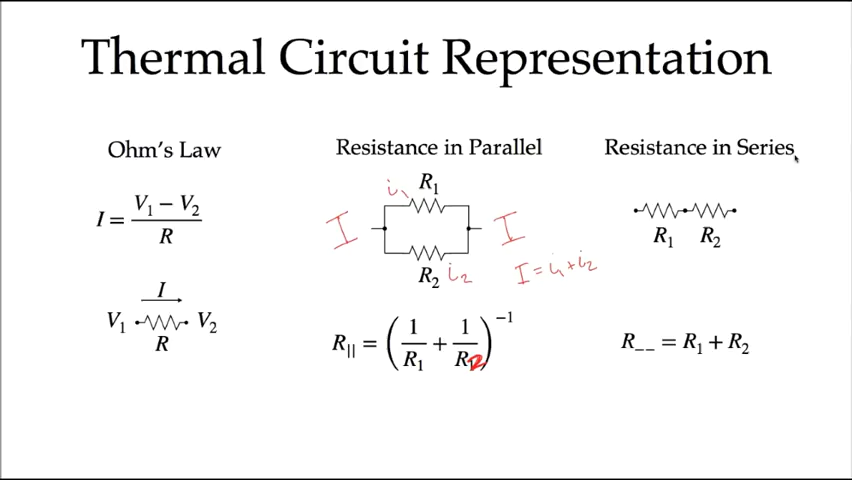 Thermal Circuit Representation
Ohm's Law
I = (V₁ − V₂) / R
I
V₁ V₂
R
Resistance in Parallel
R₁
i₁
I I
R₂ i₂
I = i₁ + i₂
R|| = (1/R₁ + 1/R₂)⁻¹
Resistance in Series
R₁ R₂
R₋₋ = R₁ + R₂